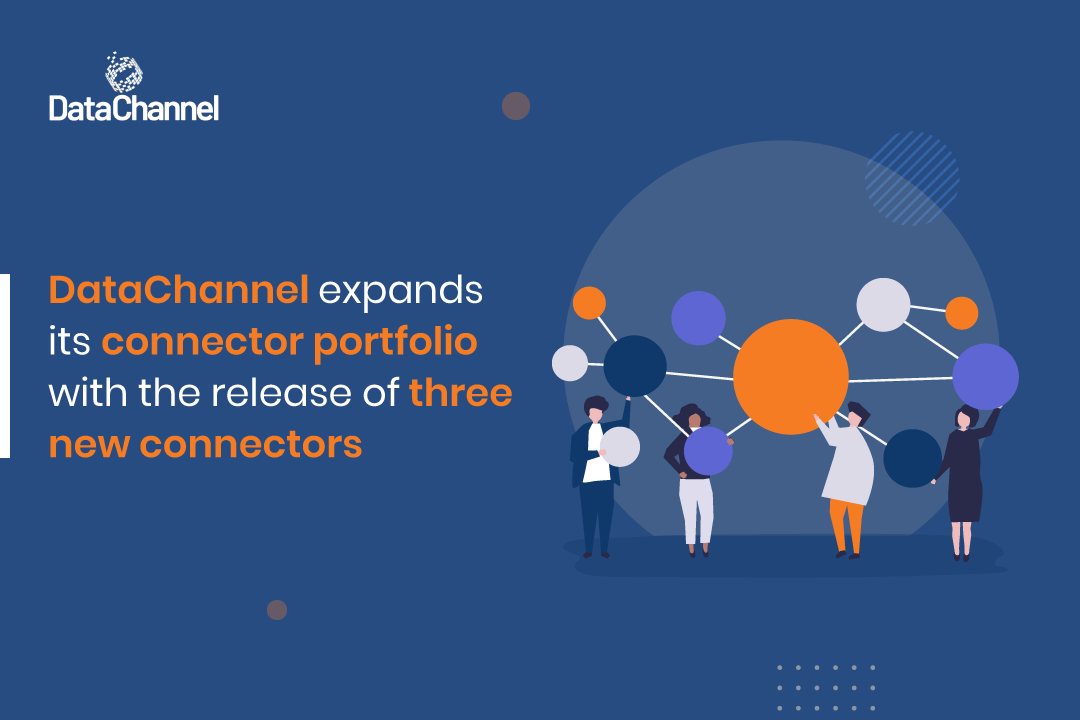 DataChannel
DataChannel expands
its connector portfolio
with the release of three
new connectors